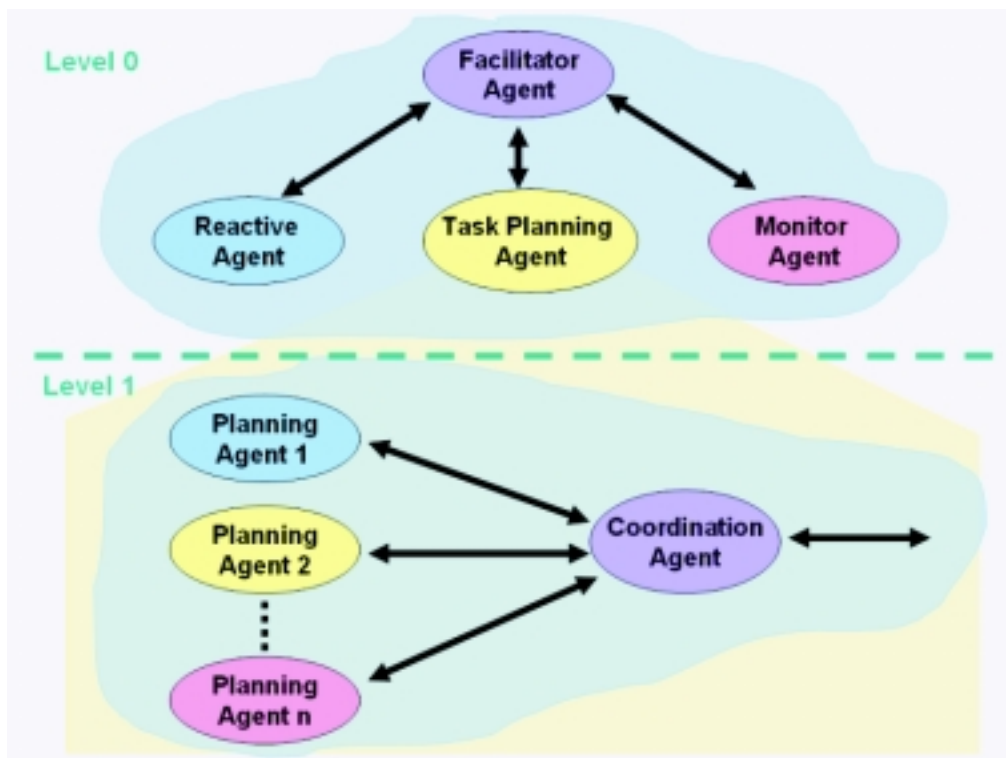 Level 0
Facilitator
Agent
Reactive
Agent
Task Planning
Agent
Monitor
Agent
Level 1
Planning
Agent 1
Planning
Agent 2
Coordination
Agent
Planning
Agent n